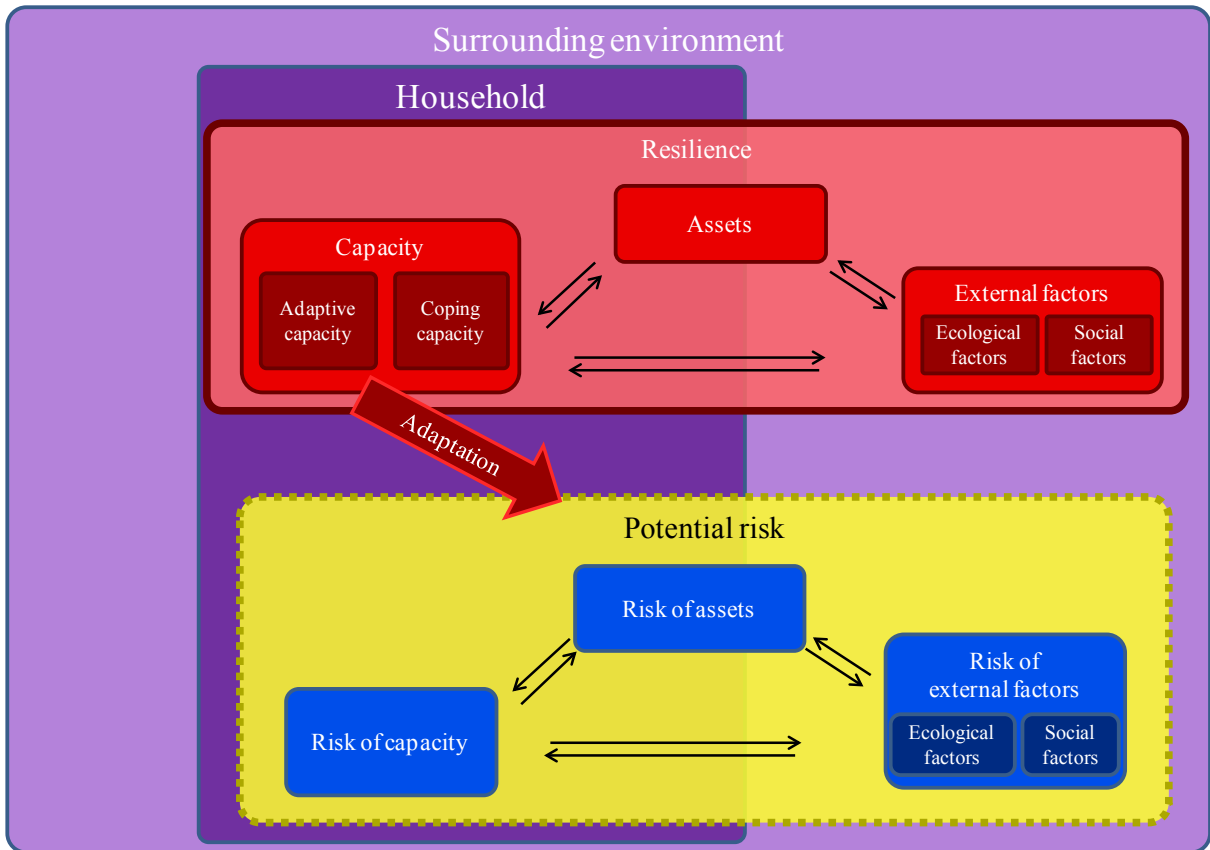 Surrounding environment
Household
Resilience
Assets
Capacity
Adaptive
capacity
Coping
capacity
External factors
Ecological
factors
Social
factors
Adaptation
Potential risk
Risk of assets
Risk of
external factors
Ecological
factors
Social
factors
Risk of capacity